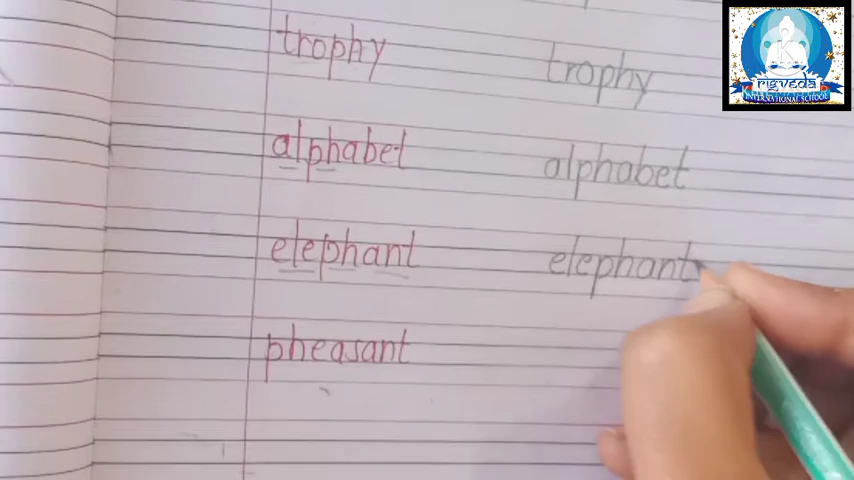 trophy trophy
alphabet alphabet
elephant elephant
pheasant
rigveda
INTERNATIONAL SCHOOL